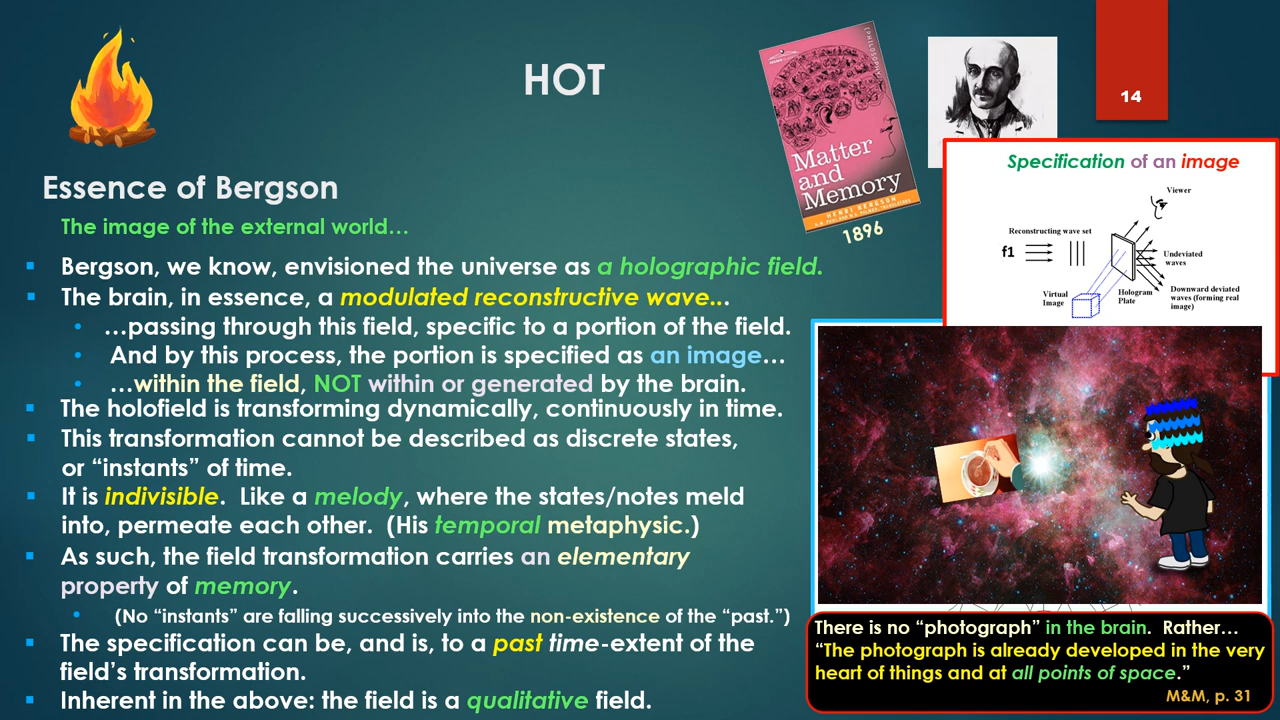 HOT
14
Matter
and
Memory
HENRI BERGSON
1896
Essence of Bergson
The image of the external world…
Bergson, we know, envisioned the universe as a holographic field.
The brain, in essence, a modulated reconstructive wave...
…passing through this field, specific to a portion of the field.
And by this process, the portion is specified as an image…
…within the field, NOT within or generated by the brain.
The holofield is transforming dynamically, continuously in time.
This transformation cannot be described as discrete states,
or “instants” of time.
It is indivisible. Like a melody, where the states/notes meld
into, permeate each other. (His temporal metaphysic.)
As such, the field transformation carries an elementary
property of memory.
(No “instants” are falling successively into the non-existence of the “past.”)
The specification can be, and is, to a past time-extent of the
field’s transformation.
Inherent in the above: the field is a qualitative field.
Specification of an image
Viewer
Reconstructing wave set
f1
Undeviated
waves
Virtual
Image
Hologram
Plate
Downward deviated
waves (forming real
image)
There is no “photograph” in the brain. Rather…
“The photograph is already developed in the very
heart of things and at all points of space.”
M&M, p. 31